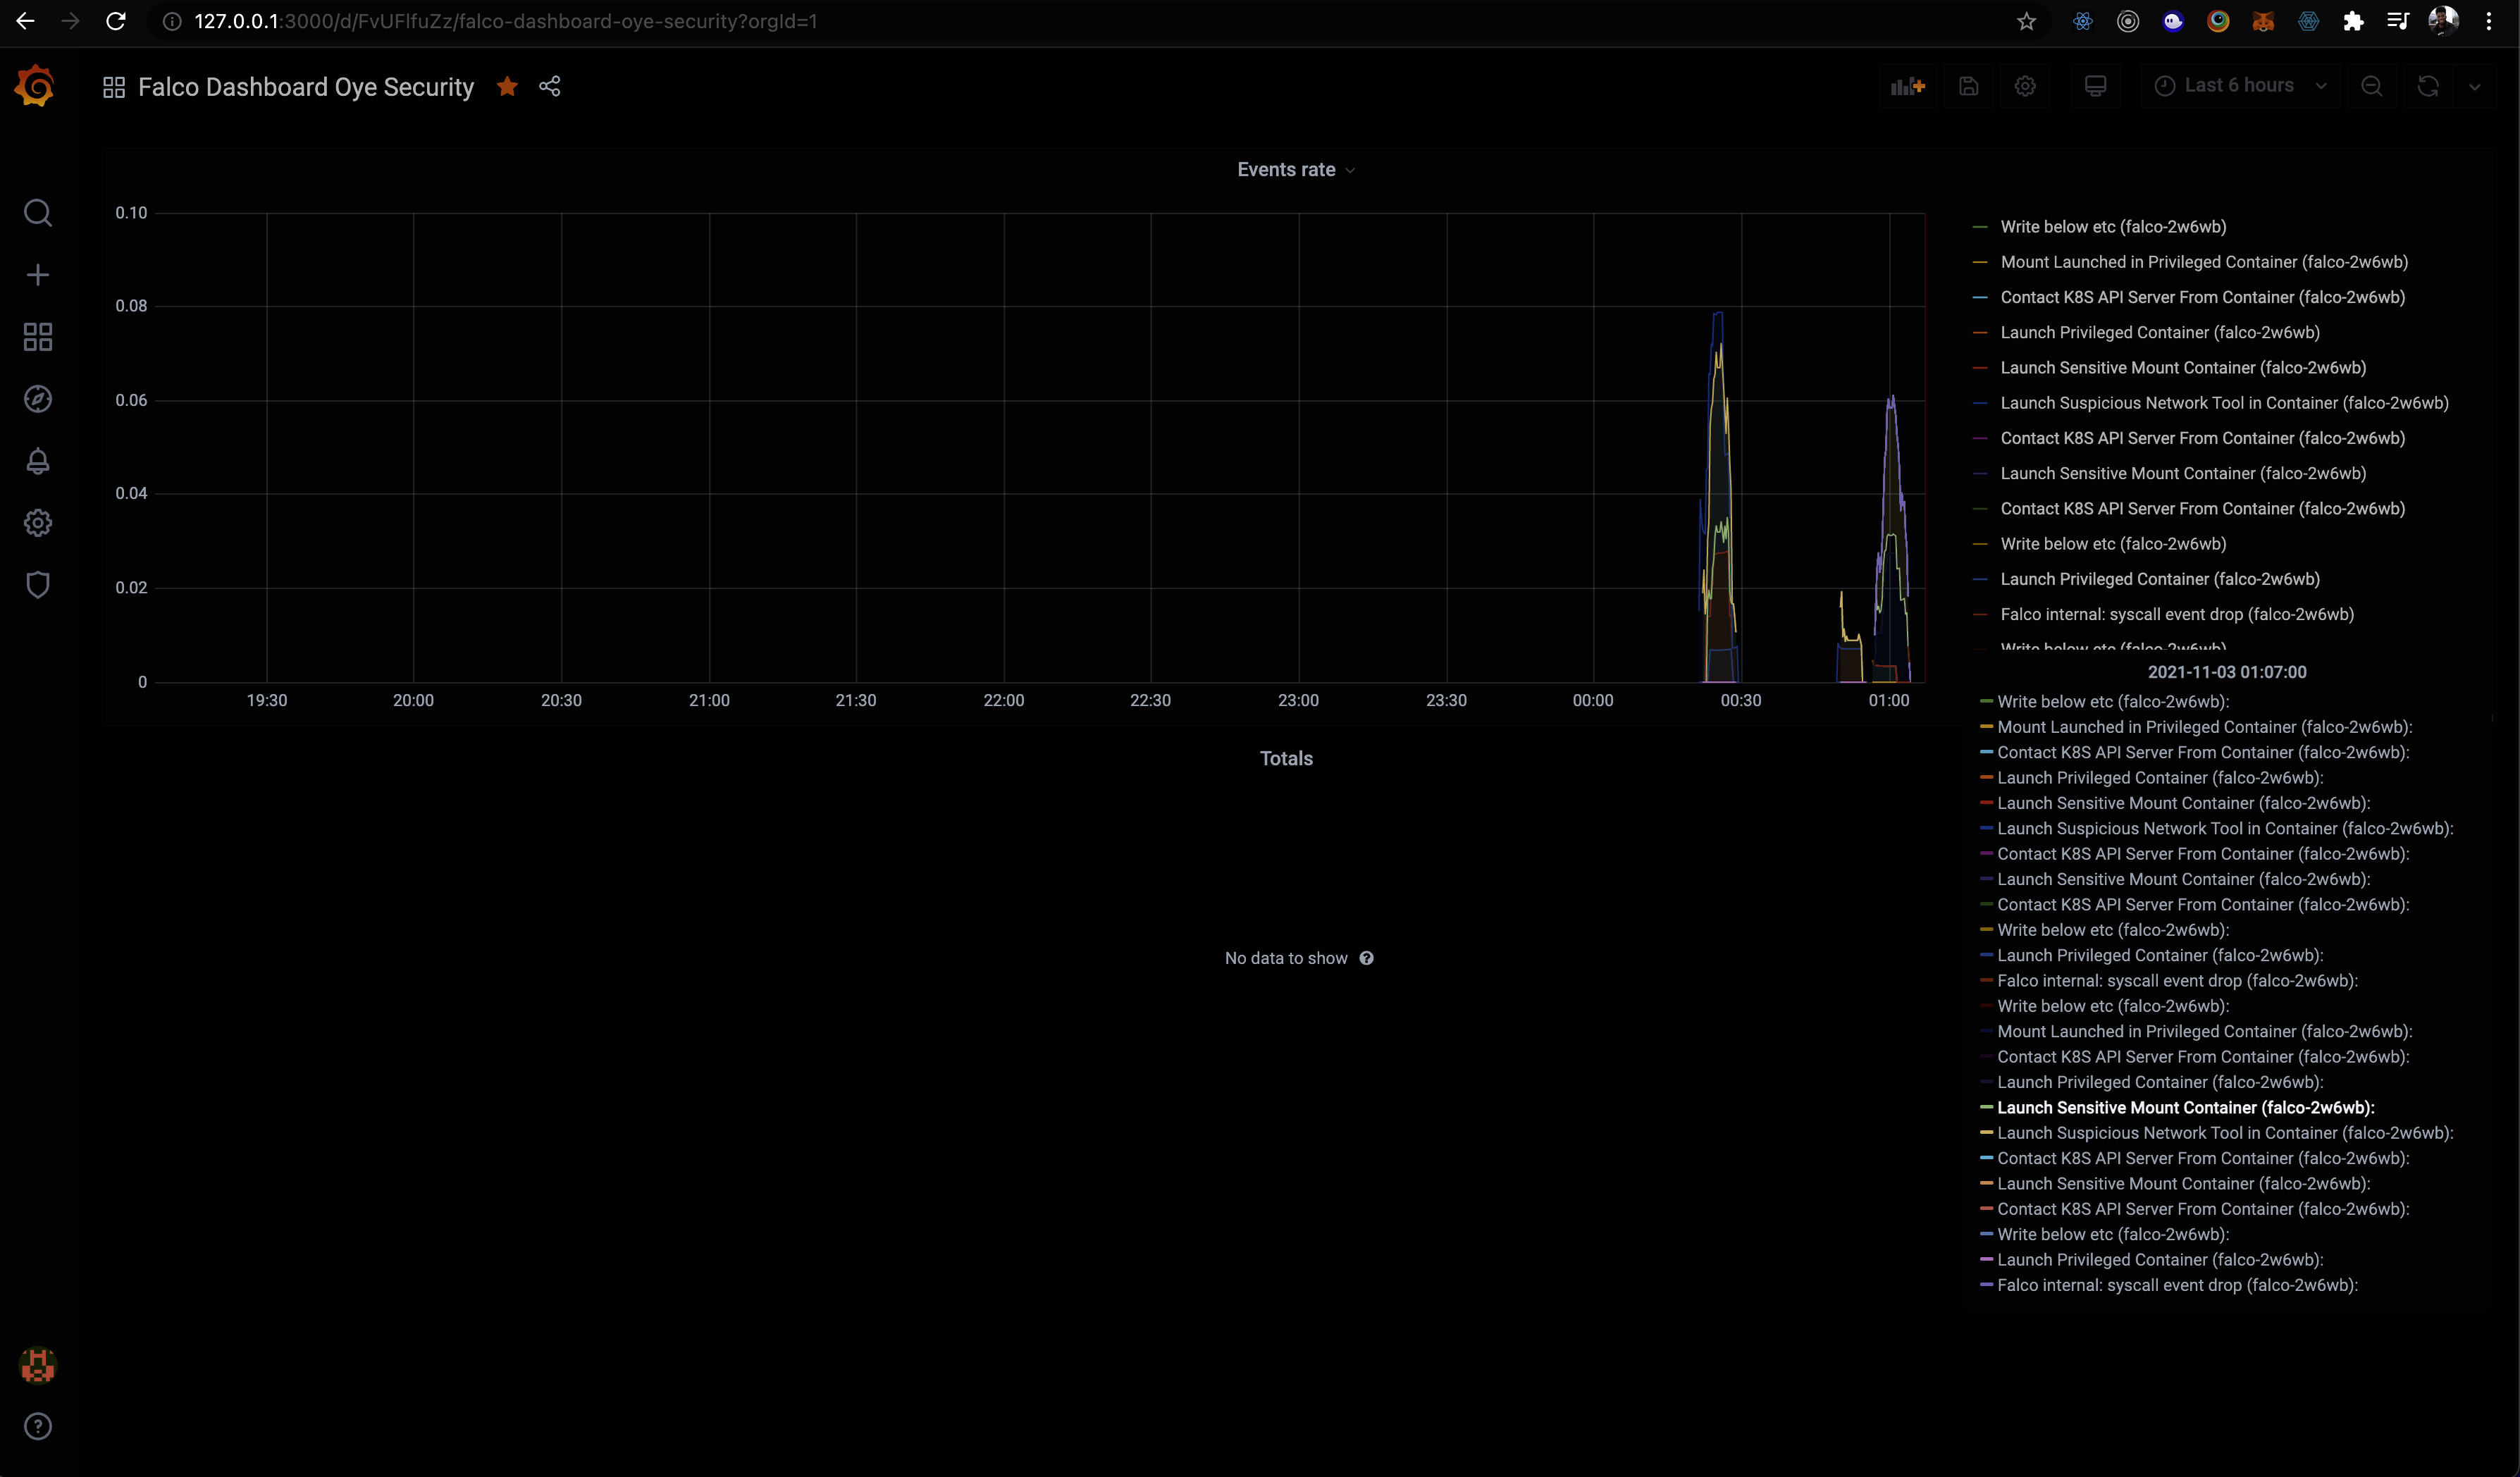 127.0.0.1:3000/d/FvUFlfuZz/falco-dashboard-oye-security?orgId=1
Falco Dashboard Oye Security
Last 6 hours
Events rate
0.10
0.08
0.06
0.04
0.02
0
19:30 20:00 20:30 21:00 21:30 22:00 22:30 23:00 23:30 00:00 00:30 01:00
Write below etc (falco-2w6wb)
Mount Launched in Privileged Container (falco-2w6wb)
Contact K8S API Server From Container (falco-2w6wb)
Launch Privileged Container (falco-2w6wb)
Launch Sensitive Mount Container (falco-2w6wb)
Launch Suspicious Network Tool in Container (falco-2w6wb)
Contact K8S API Server From Container (falco-2w6wb)
Launch Sensitive Mount Container (falco-2w6wb)
Contact K8S API Server From Container (falco-2w6wb)
Write below etc (falco-2w6wb)
Launch Privileged Container (falco-2w6wb)
Falco internal: syscall event drop (falco-2w6wb)
Write below etc (falco-2w6wb)
2021-11-03 01:07:00
Write below etc (falco-2w6wb):
Mount Launched in Privileged Container (falco-2w6wb):
Contact K8S API Server From Container (falco-2w6wb):
Launch Privileged Container (falco-2w6wb):
Launch Sensitive Mount Container (falco-2w6wb):
Launch Suspicious Network Tool in Container (falco-2w6wb):
Contact K8S API Server From Container (falco-2w6wb):
Launch Sensitive Mount Container (falco-2w6wb):
Contact K8S API Server From Container (falco-2w6wb):
Write below etc (falco-2w6wb):
Launch Privileged Container (falco-2w6wb):
Falco internal: syscall event drop (falco-2w6wb):
Write below etc (falco-2w6wb):
Mount Launched in Privileged Container (falco-2w6wb):
Contact K8S API Server From Container (falco-2w6wb):
Launch Privileged Container (falco-2w6wb):
Launch Sensitive Mount Container (falco-2w6wb):
Launch Suspicious Network Tool in Container (falco-2w6wb):
Contact K8S API Server From Container (falco-2w6wb):
Launch Sensitive Mount Container (falco-2w6wb):
Contact K8S API Server From Container (falco-2w6wb):
Write below etc (falco-2w6wb):
Launch Privileged Container (falco-2w6wb):
Falco internal: syscall event drop (falco-2w6wb):
Totals
No data to show